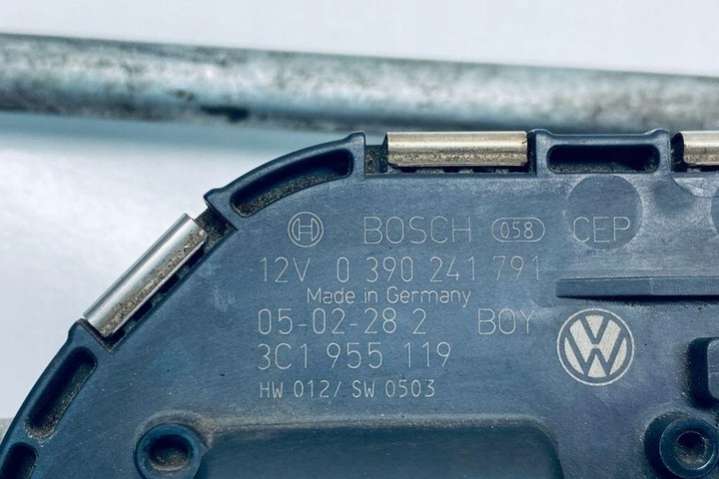 BOSCH 058 CEP
12V 0 390 241 791
Made in Germany
05-02-28 2 BOY
3C1 955 119
HW 012/ SW 0503